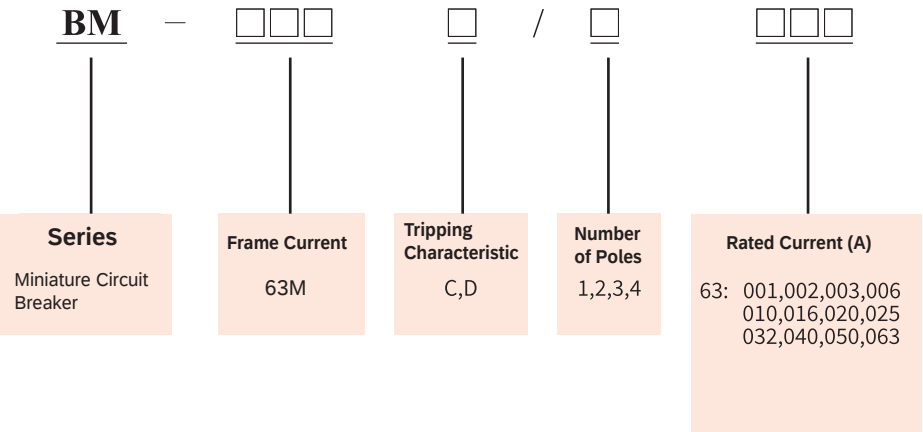 BM – □□□ □ / □ □□□
Series
Miniature Circuit
Breaker
Frame Current
63M
Tripping
Characteristic
C,D
Number
of Poles
1,2,3,4
Rated Current (A)
63: 001,002,003,006
010,016,020,025
032,040,050,063